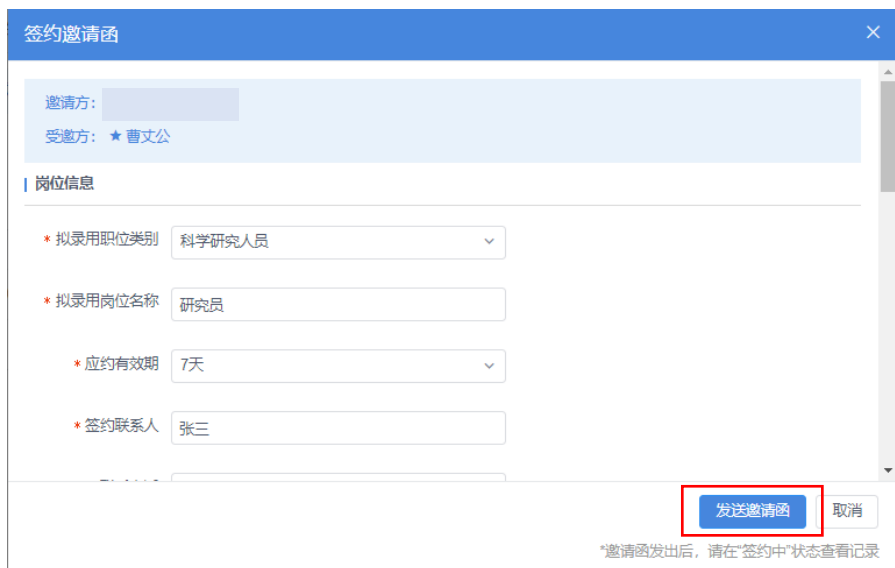 签约邀请函
邀请方：
受邀方： ★ 曹丈公
岗位信息
* 拟录用职位类别 科学研究人员
* 拟录用岗位名称 研究员
* 应约有效期 7天
* 签约联系人 张三
发送邀请函 取消
*邀请函发出后，请在“签约中”状态查看记录